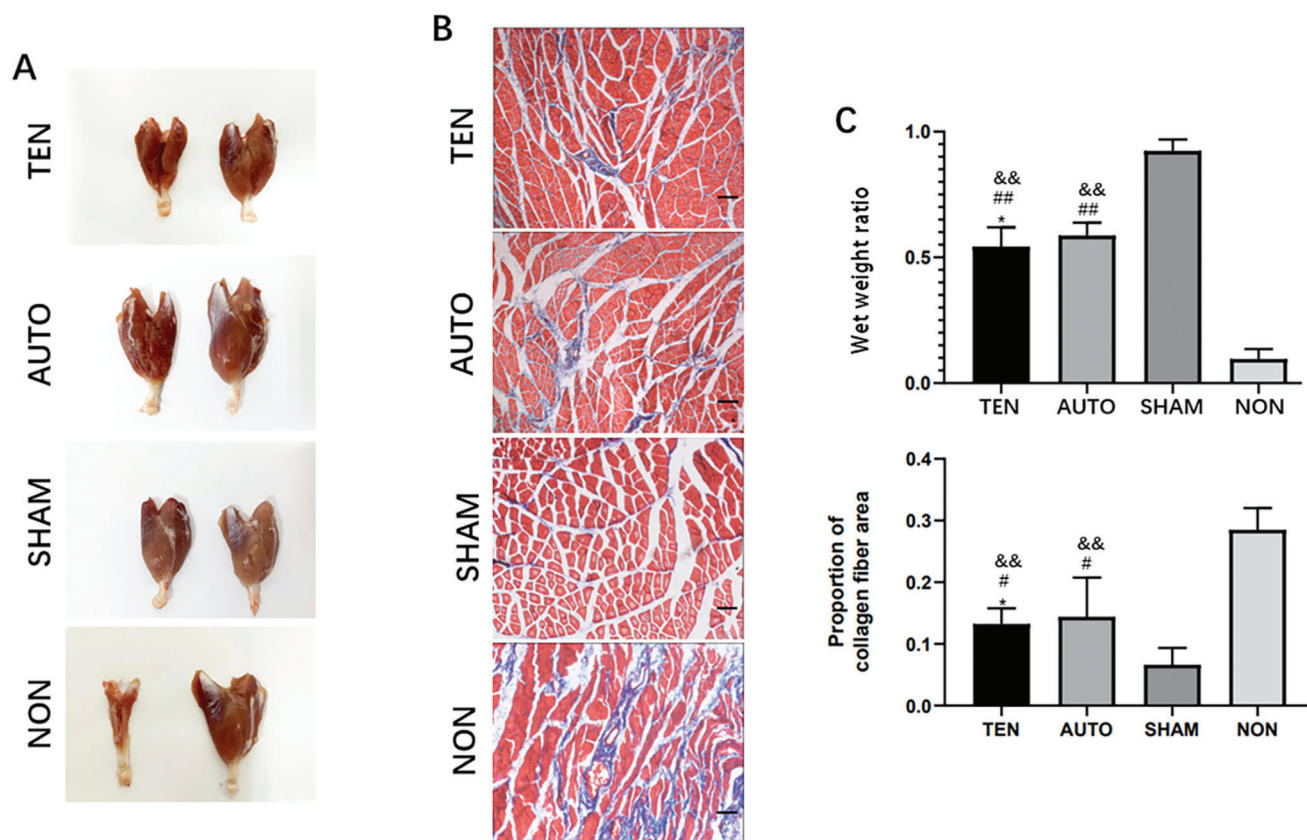 A
TEN
AUTO
SHAM
NON
B
TEN
AUTO
SHAM
NON
C
Wet weight ratio
1.0
0.5
0.0
&&
##
*
&&
##
TEN AUTO SHAM NON
Proportion of
collagen fiber area
0.4
0.3
0.2
0.1
0.0
&&
#
*
&&
#
TEN AUTO SHAM NON